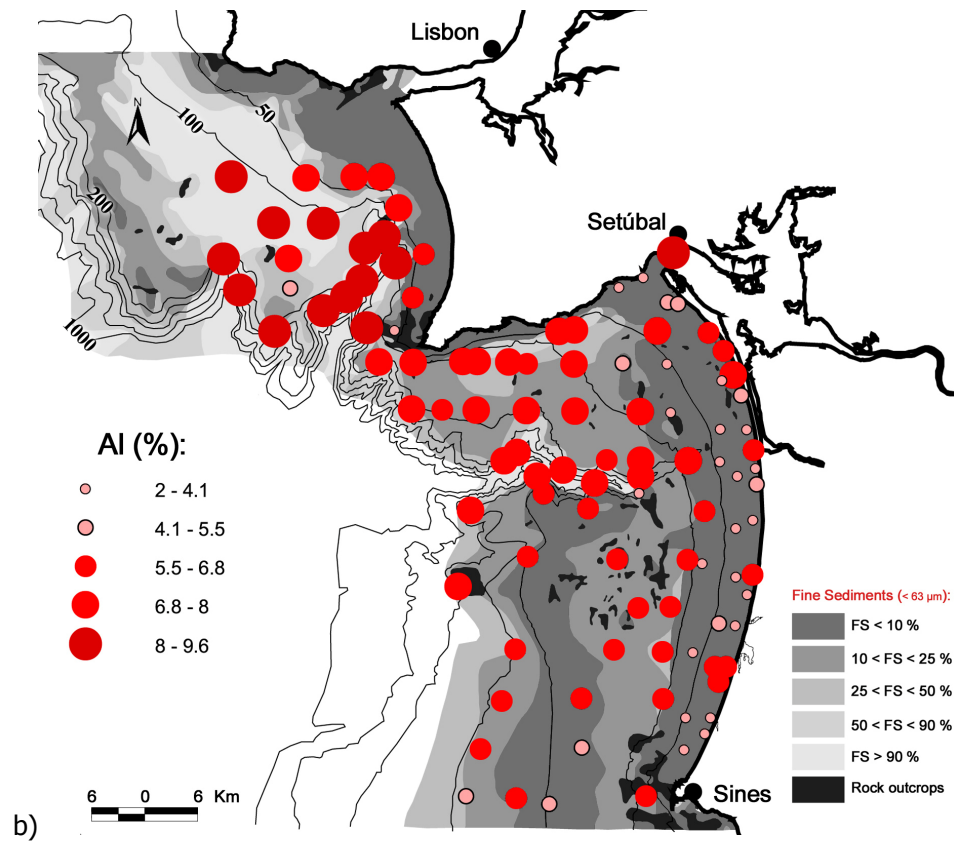 Lisbon
N
50
100
200
Setúbal
1000
Al (%):
2 - 4.1
4.1 - 5.5
5.5 - 6.8
6.8 - 8
8 - 9.6
Fine Sediments (< 63 µm):
FS < 10 %
10 < FS < 25 %
25 < FS < 50 %
50 < FS < 90 %
FS > 90 %
Rock outcrops
6 0 6 Km
Sines
b)